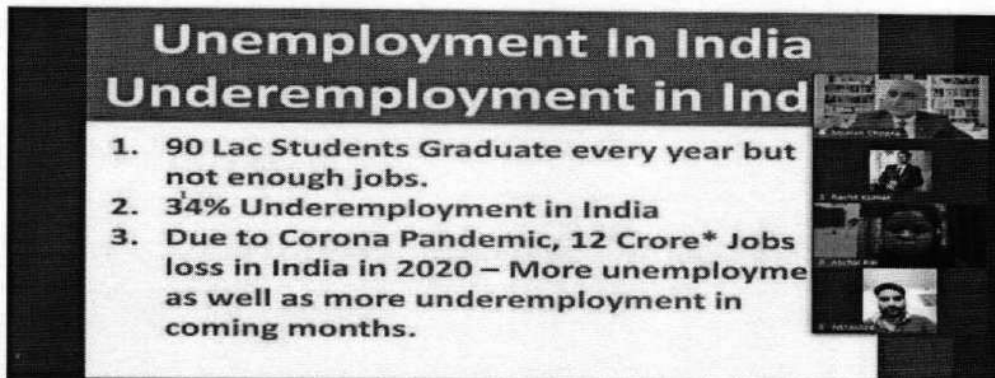 Unemployment In India
Underemployment in Ind
1. 90 Lac Students Graduate every year but
not enough jobs.
2. 34% Underemployment in India
3. Due to Corona Pandemic, 12 Crore* Jobs
loss in India in 2020 – More unemployme
as well as more underemployment in
coming months.